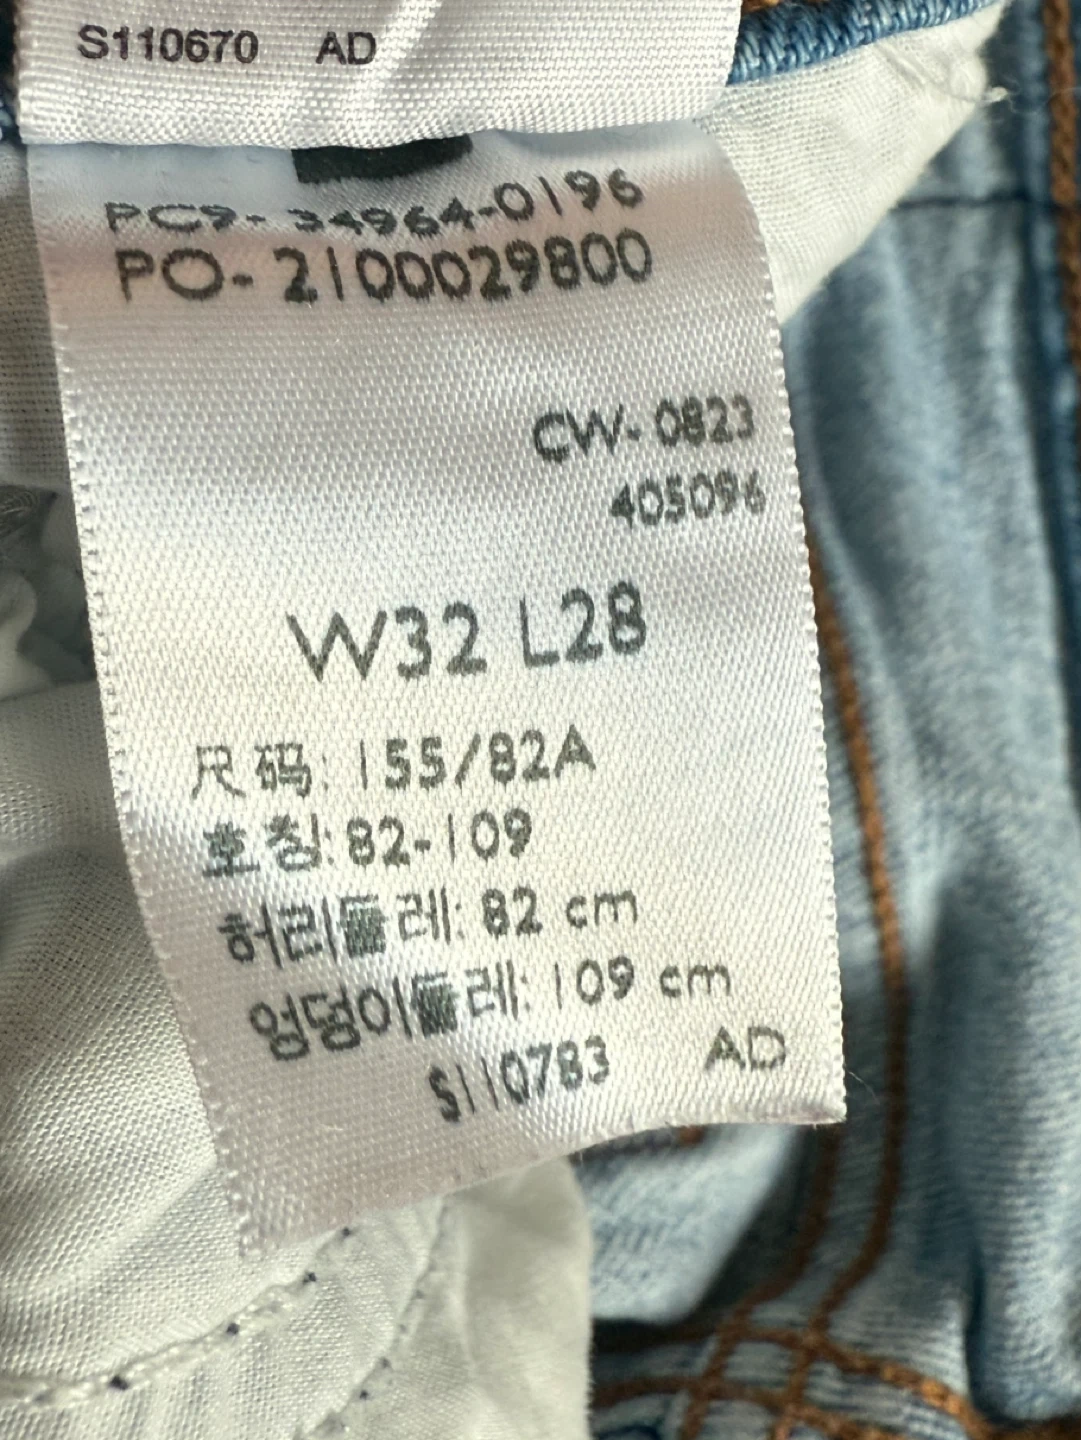 S110670 AD
PC9- 34964-0196
PO- 2100029800
CW- 0823
405096
W32 L28
尺码: 155/82A
호칭: 82-109
허리둘레: 82 cm
엉덩이둘레: 109 cm
S110783 AD